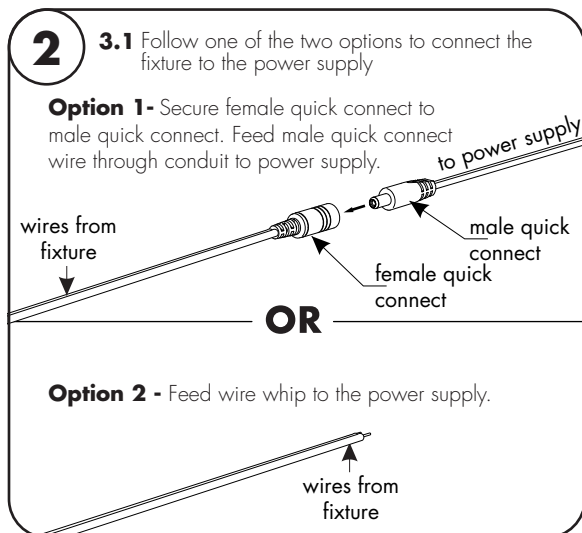 2
3.1 Follow one of the two options to connect the
fixture to the power supply
Option 1- Secure female quick connect to
male quick connect. Feed male quick connect
wire through conduit to power supply.
to power supply
wires from
fixture
male quick
connect
female quick
connect
OR
Option 2 - Feed wire whip to the power supply.
wires from
fixture